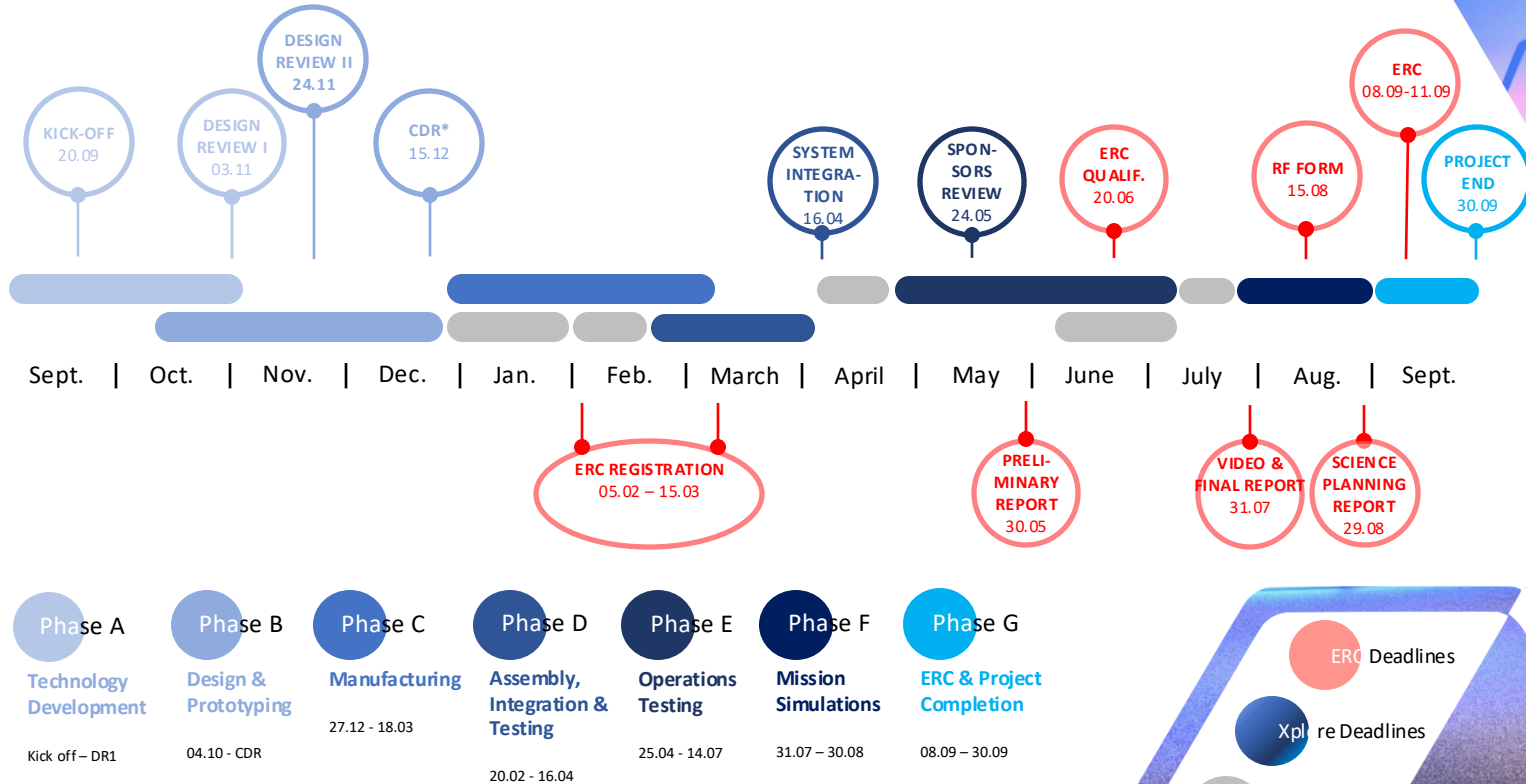 KICK-OFF
20.09
DESIGN
REVIEW I
03.11
DESIGN
REVIEW II
24.11
CDR*
15.12
SYSTEM
INTEGRA-
TION
16.04
SPON-
SORS
REVIEW
24.05
ERC
QUALIF.
20.06
RF FORM
15.08
ERC
08.09-11.09
PROJECT
END
30.09
Sept. | Oct. | Nov. | Dec. | Jan. | Feb. | March | April | May | June | July | Aug. | Sept.
ERC REGISTRATION
05.02 – 15.03
PRELI-
MINARY
REPORT
30.05
VIDEO &
FINAL REPORT
31.07
SCIENCE
PLANNING
REPORT
29.08
Phase A
Technology
Development
Kick off – DR1
Phase B
Design &
Prototyping
04.10 - CDR
Phase C
Manufacturing
27.12 - 18.03
Phase D
Assembly,
Integration &
Testing
20.02 - 16.04
Phase E
Operations
Testing
25.04 - 14.07
Phase F
Mission
Simulations
31.07 – 30.08
Phase G
ERC & Project
Completion
08.09 – 30.09
ERC Deadlines
Xplore Deadlines